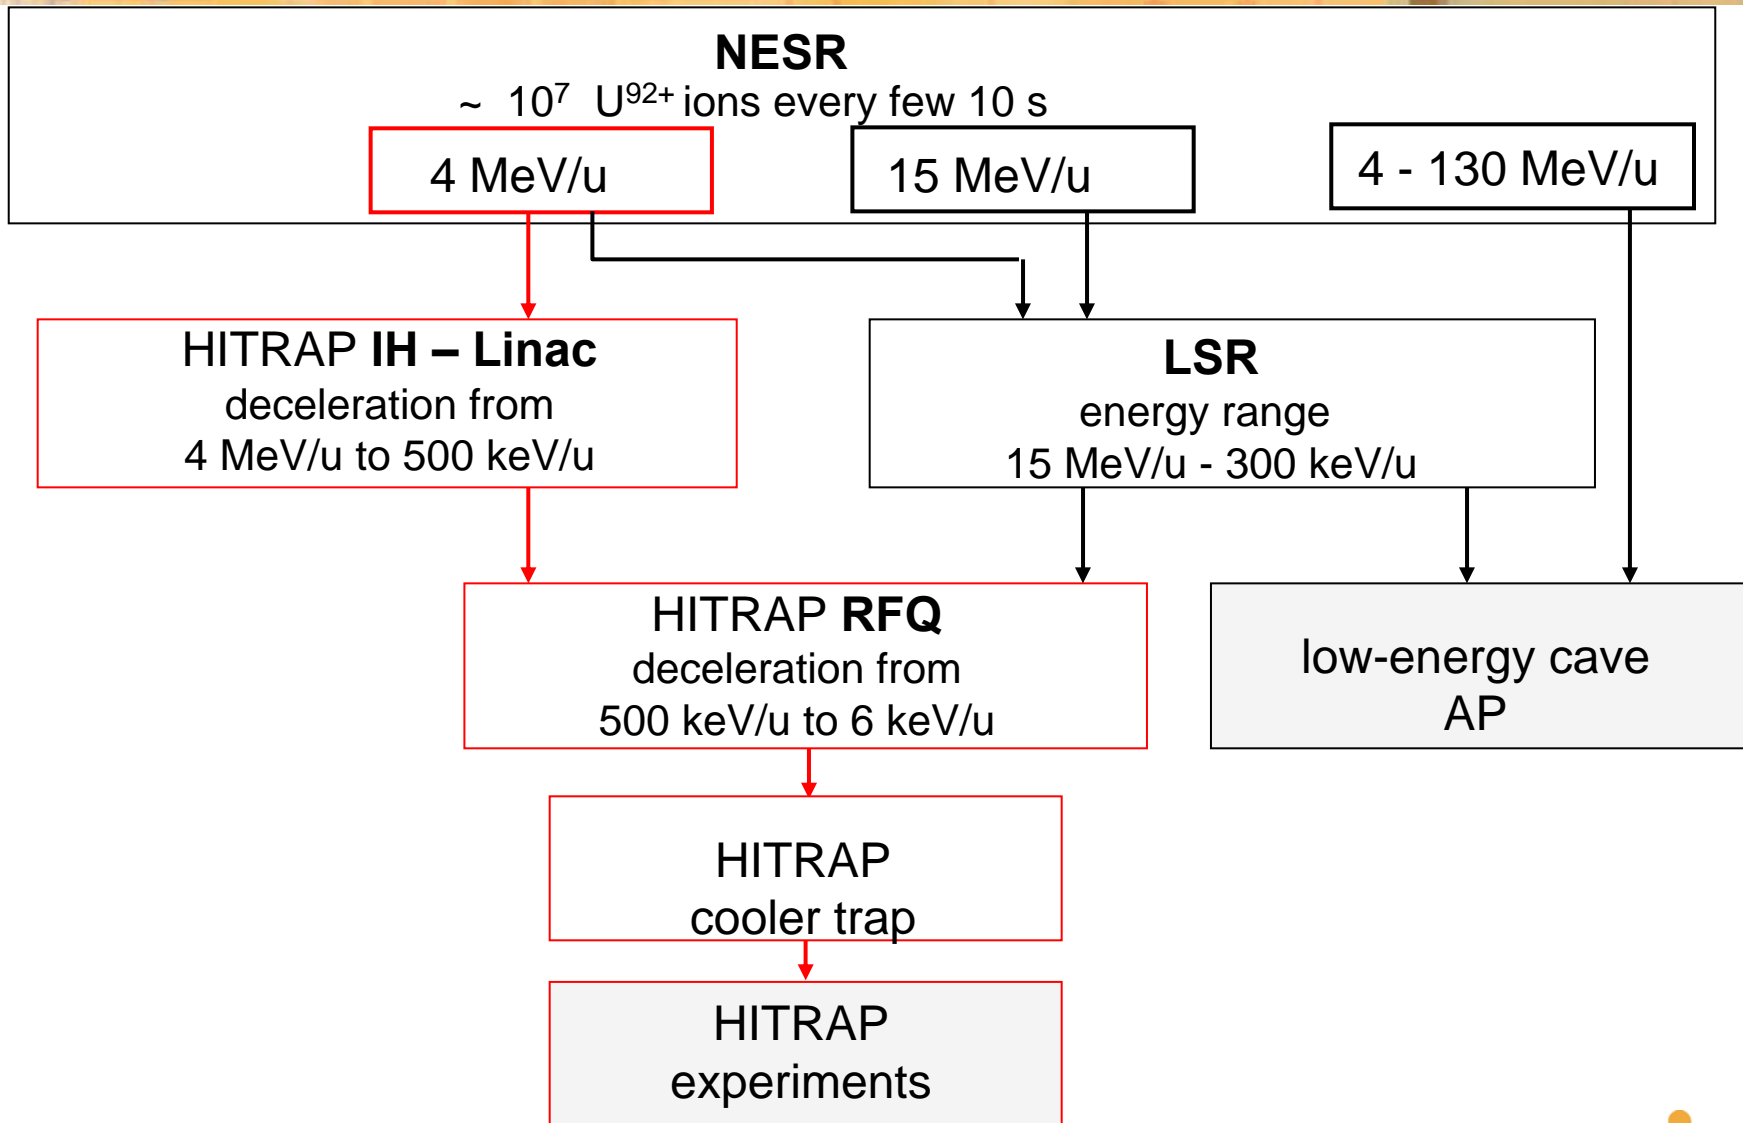 NESR
~ 10⁷ U⁹²⁺ ions every few 10 s
4 MeV/u
15 MeV/u
4 - 130 MeV/u
HITRAP IH – Linac
deceleration from
4 MeV/u to 500 keV/u
LSR
energy range
15 MeV/u - 300 keV/u
HITRAP RFQ
deceleration from
500 keV/u to 6 keV/u
low-energy cave
AP
HITRAP
cooler trap
HITRAP
experiments